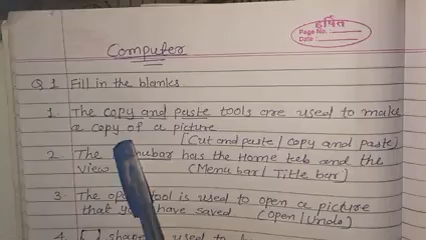 हर्षित
Page No. :
Date :
Computer
Q 1 Fill in the blanks
1. The copy and paste tools are used to make
a copy of a picture
[Cut and paste / copy and paste)
2. The has the Home teb and the
View (Menu bar / Title bar)
3. The tool is used to open a picture
that have saved (Open / Undo)
4. used to